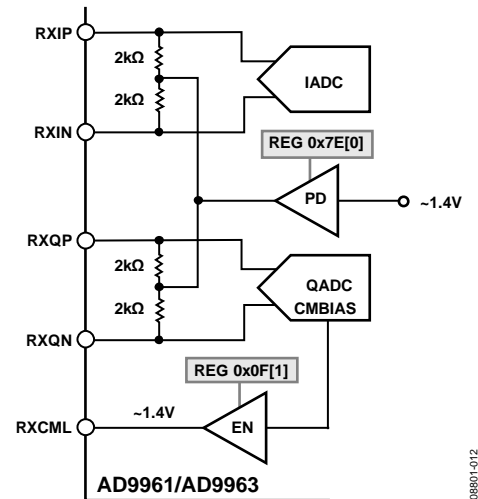 RXIP
2kΩ
IADC
2kΩ
RXIN
REG 0x7E[0]
PD
~1.4V
RXQP
2kΩ
QADC
CMBIAS
2kΩ
RXQN
REG 0x0F[1]
RXCML
~1.4V
EN
AD9961/AD9963
08801-012